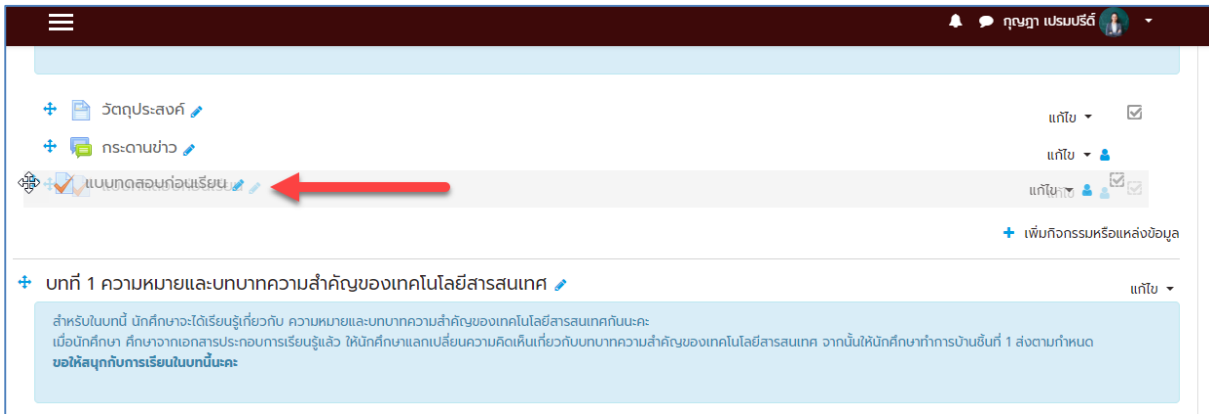 กุญฎา เปรมปรีดิ์
วัตถุประสงค์
แก้ไข
กระดานข่าว
แก้ไข
แบบทดสอบก่อนเรียน
แก้ไข
เพิ่มกิจกรรมหรือแหล่งข้อมูล
บทที่ 1 ความหมายและบทบาทความสำคัญของเทคโนโลยีสารสนเทศ
แก้ไข
สำหรับในบทนี้ นักศึกษาจะได้เรียนรู้เกี่ยวกับ ความหมายและบทบาทความสำคัญของเทคโนโลยีสารสนเทศกันนะคะ
เมื่อนักศึกษา ศึกษาจากเอกสารประกอบการเรียนรู้แล้ว ให้นักศึกษาแลกเปลี่ยนความคิดเห็นเกี่ยวกับบทบาทความสำคัญของเทคโนโลยีสารสนเทศ จากนั้นให้นักศึกษาทำการบ้านชิ้นที่ 1 ส่งตามกำหนด
ขอให้สนุกกับการเรียนในบทนี้นะคะ